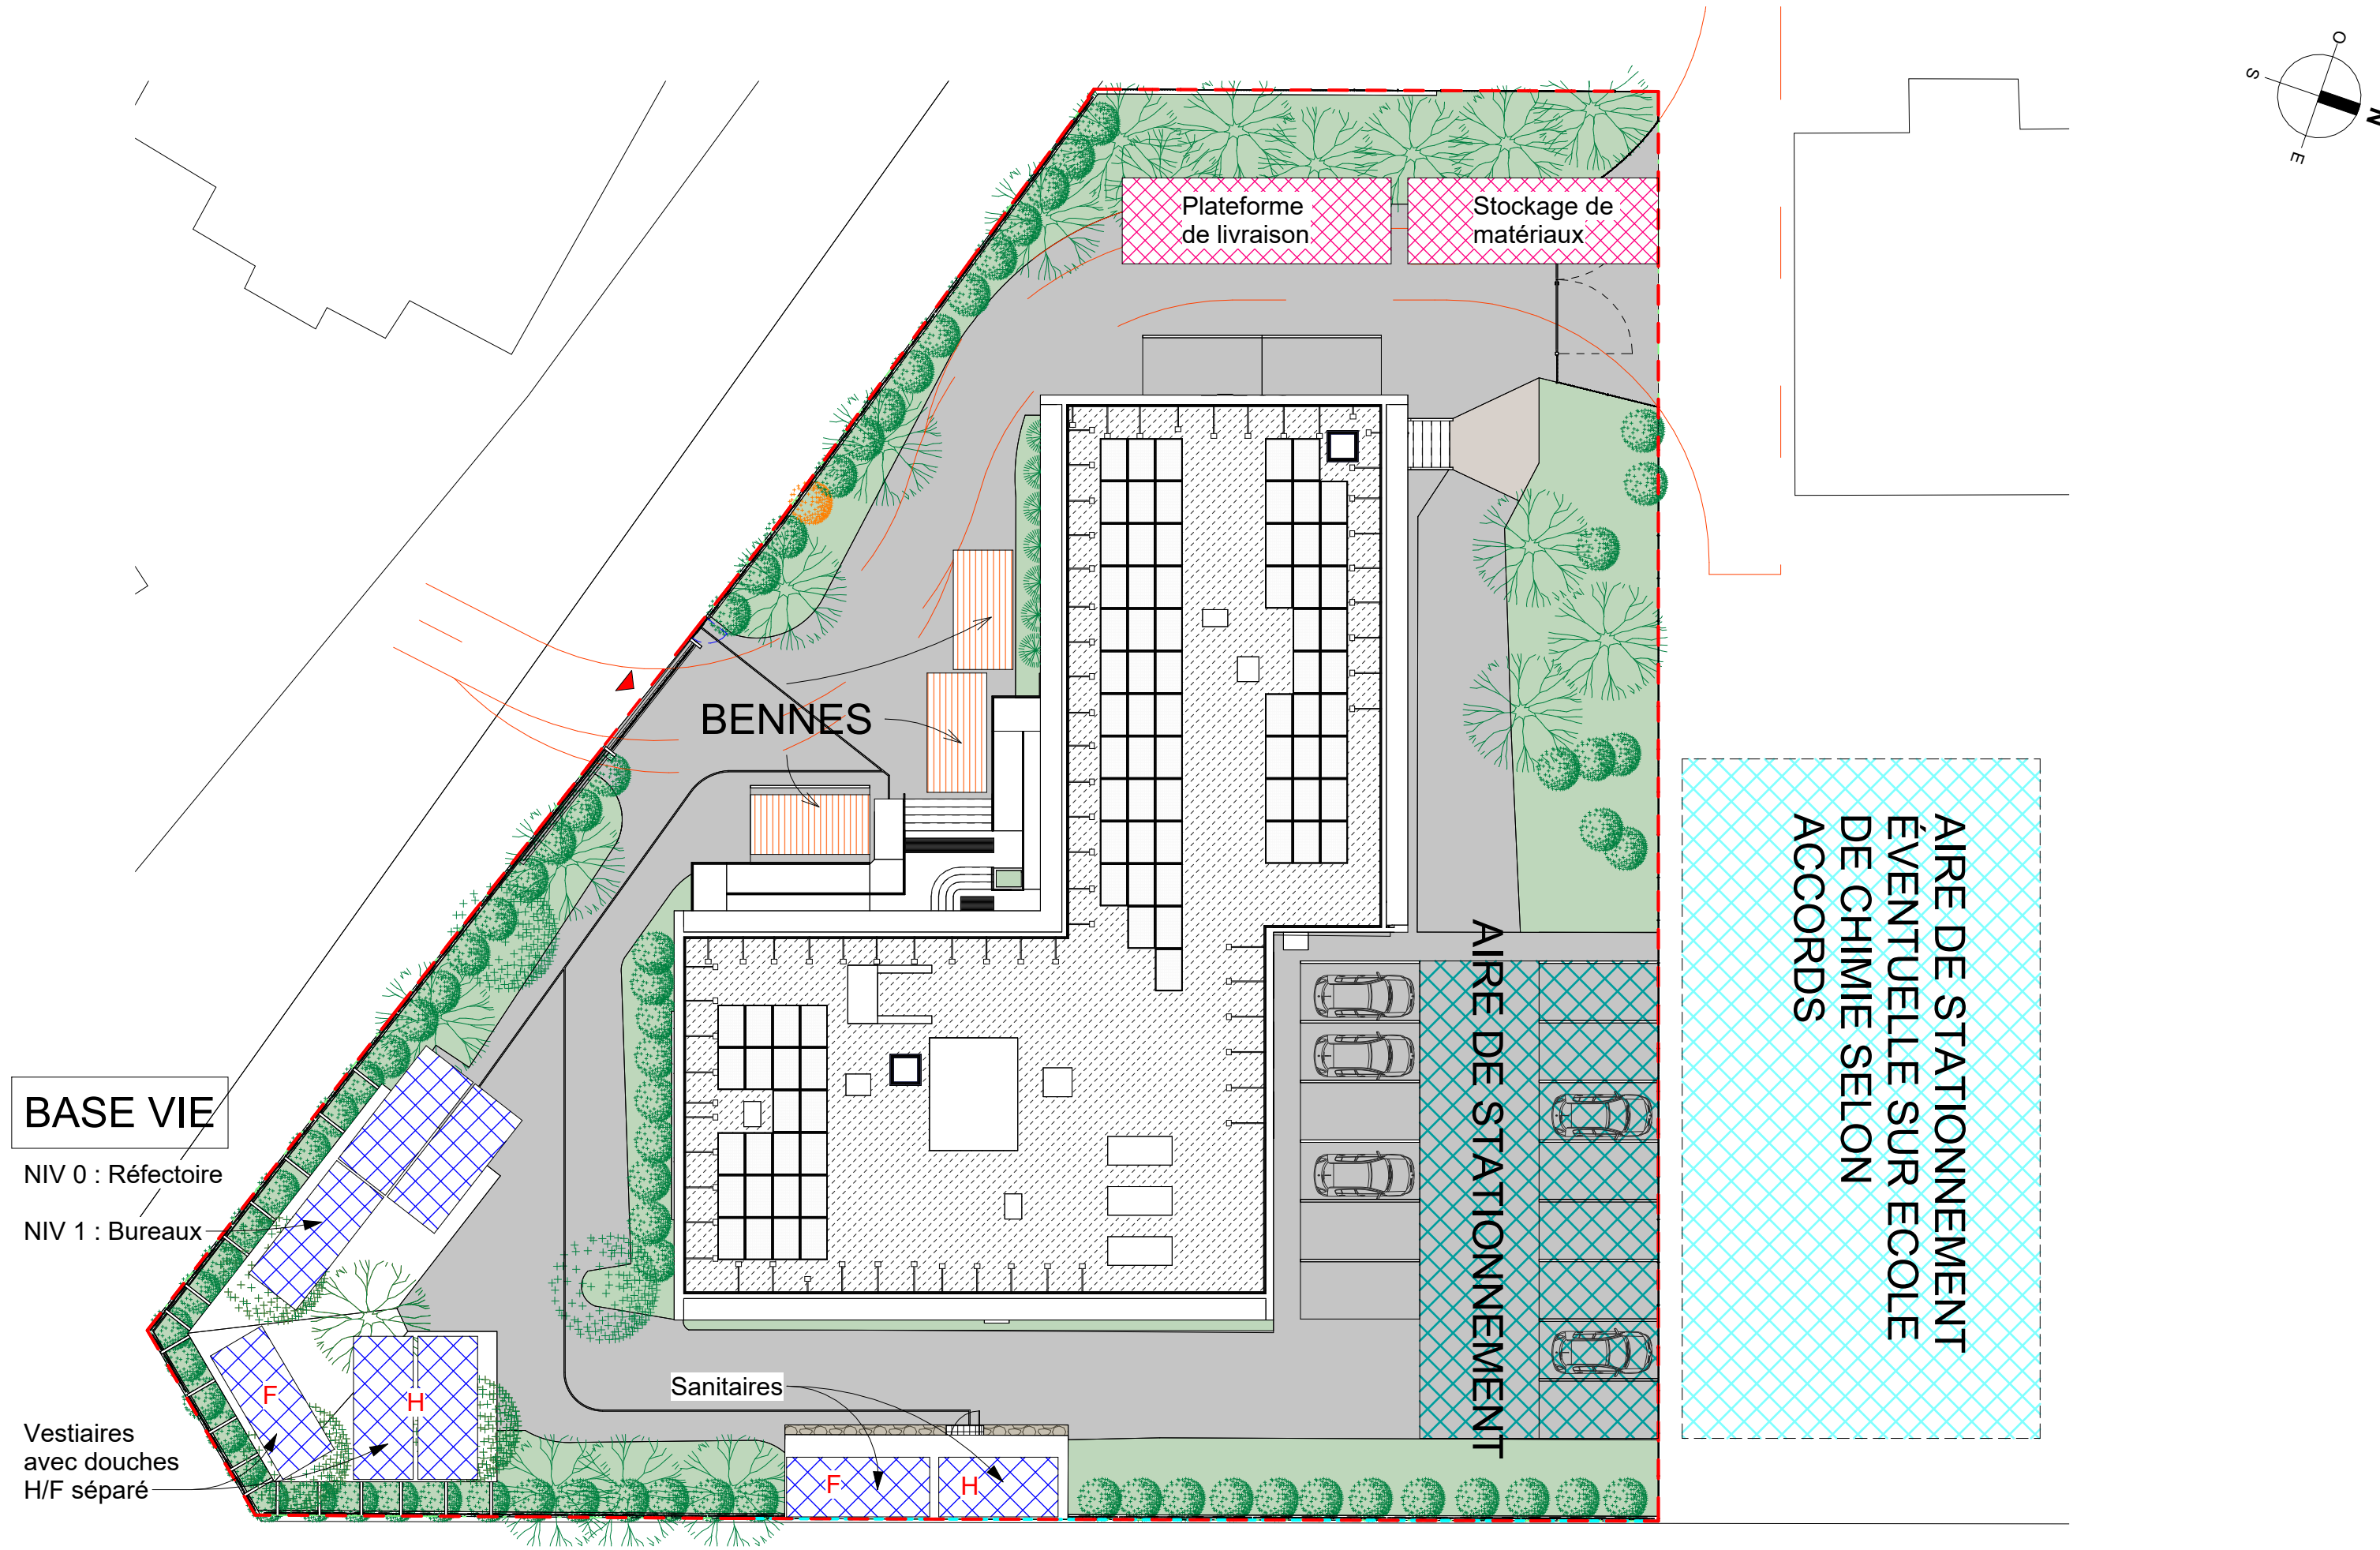 O
S
N
E
Plateforme
de livraison
Stockage de
matériaux
BENNES
AIRE DE STATIONNEMENT
ÉVENTUELLE SUR ECOLE
DE CHIMIE SELON
ACCORDS
AIRE DE STATIONNEMENT
BASE VIE
NIV 0 : Réfectoire
NIV 1 : Bureaux
F
H
Vestiaires
avec douches
H/F séparé
Sanitaires
F
H